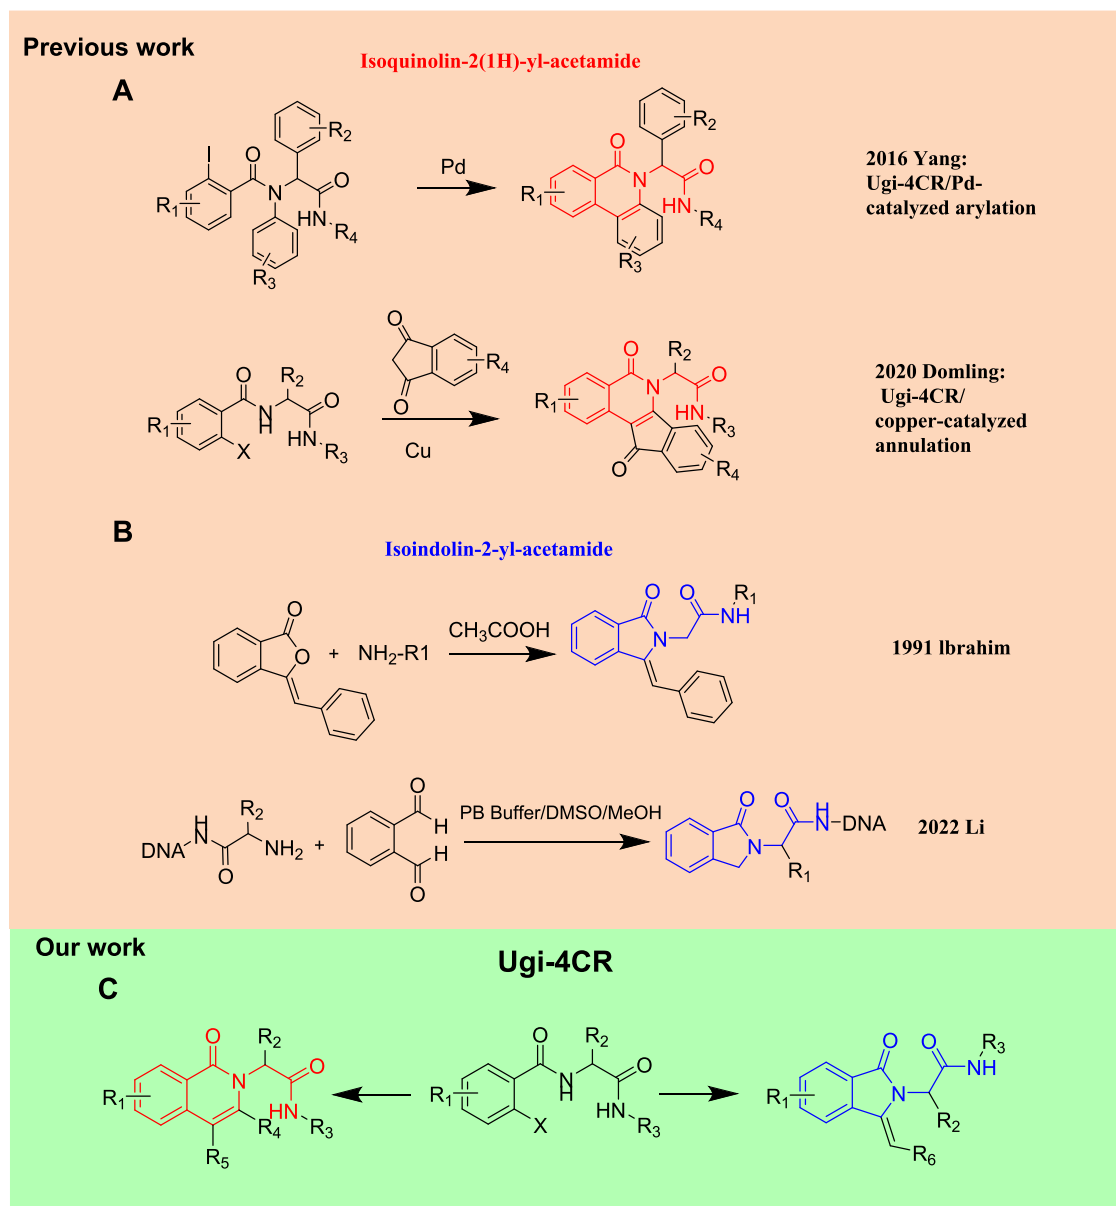 Previous work
Isoquinolin-2(1H)-yl-acetamide
A
I
O
R2
O
N
R1
HN
R4
R3
Pd
O
R2
O
N
R1
HN
R4
R3
2016 Yang:
Ugi-4CR/Pd-
catalyzed arylation
O
R2
O
R1
N
H
HN
X
R3
O
R4
O
Cu
O
R2
O
N
R1
HN
R3
O
R4
2020 Domling:
Ugi-4CR/
copper-catalyzed
annulation
B
Isoindolin-2-yl-acetamide
O
O
+
NH2-R1
CH3COOH
O
O
R1
NH
N
1991 lbrahim
R2
H
N
DNA
NH2
O
+
O
H
H
O
PB Buffer/DMSO/MeOH
O
O
H
N
DNA
N
R1
2022 Li
Our work
Ugi-4CR
C
O
R2
O
N
R1
HN
R4
R3
R5
O
R2
O
R1
N
H
HN
X
R3
O
O
R3
NH
N
R1
R2
R6